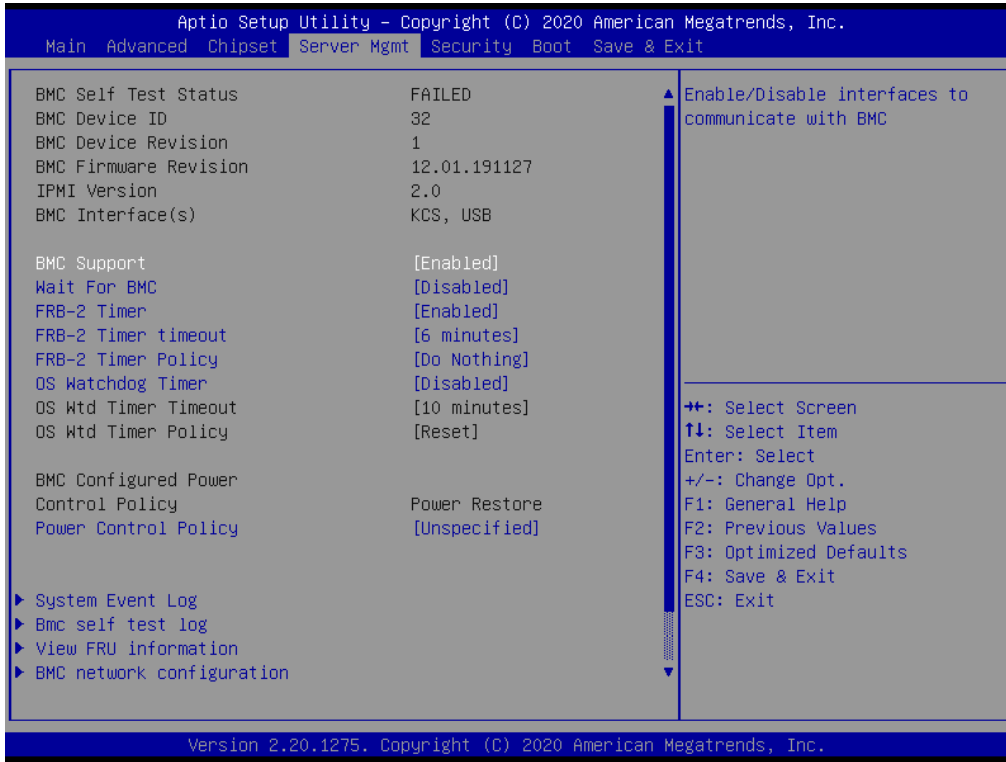 Aptio Setup Utility – Copyright (C) 2020 American Megatrends, Inc.
Main Advanced Chipset Server Mgmt Security Boot Save & Exit
BMC Self Test Status FAILED
BMC Device ID 32
BMC Device Revision 1
BMC Firmware Revision 12.01.191127
IPMI Version 2.0
BMC Interface(s) KCS, USB
BMC Support [Enabled]
Wait For BMC [Disabled]
FRB-2 Timer [Enabled]
FRB-2 Timer timeout [6 minutes]
FRB-2 Timer Policy [Do Nothing]
OS Watchdog Timer [Disabled]
OS Wtd Timer Timeout [10 minutes]
OS Wtd Timer Policy [Reset]
BMC Configured Power
Control Policy Power Restore
Power Control Policy [Unspecified]
System Event Log
Bmc self test log
View FRU information
BMC network configuration
Enable/Disable interfaces to
communicate with BMC
→←: Select Screen
↑↓: Select Item
Enter: Select
+/-: Change Opt.
F1: General Help
F2: Previous Values
F3: Optimized Defaults
F4: Save & Exit
ESC: Exit
Version 2.20.1275. Copyright (C) 2020 American Megatrends, Inc.